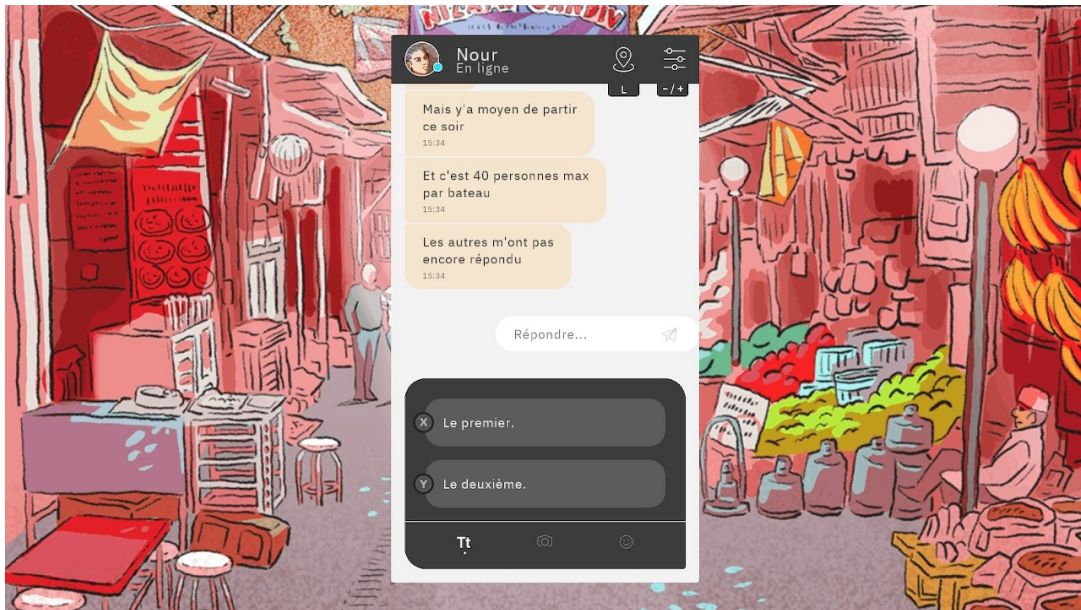 Nour
En ligne
L
-/+
Mais y'a moyen de partir
ce soir
15:34
Et c'est 40 personnes max
par bateau
15:34
Les autres m'ont pas
encore répondu
15:34
Répondre...
X
Le premier.
Y
Le deuxième.
Tt